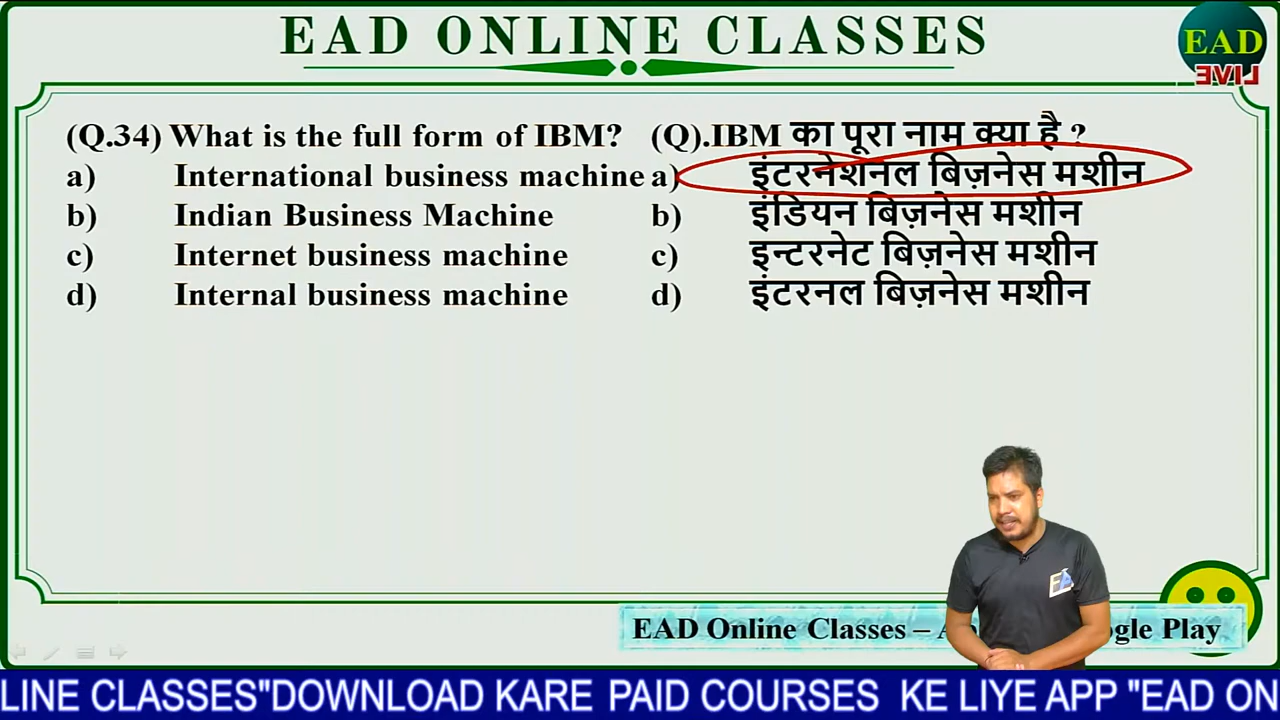 EAD ONLINE CLASSES
EAD
LIVE
(Q.34) What is the full form of IBM?
a) International business machine
b) Indian Business Machine
c) Internet business machine
d) Internal business machine
(Q).IBM का पूरा नाम क्या है ?
a) इंटरनेशनल बिज़नेस मशीन
b) इंडियन बिज़नेस मशीन
c) इन्टरनेट बिज़नेस मशीन
d) इंटरनल बिज़नेस मशीन
EAD Online Classes – Play
LINE CLASSES"DOWNLOAD KARE PAID COURSES KE LIYE APP "EAD ON